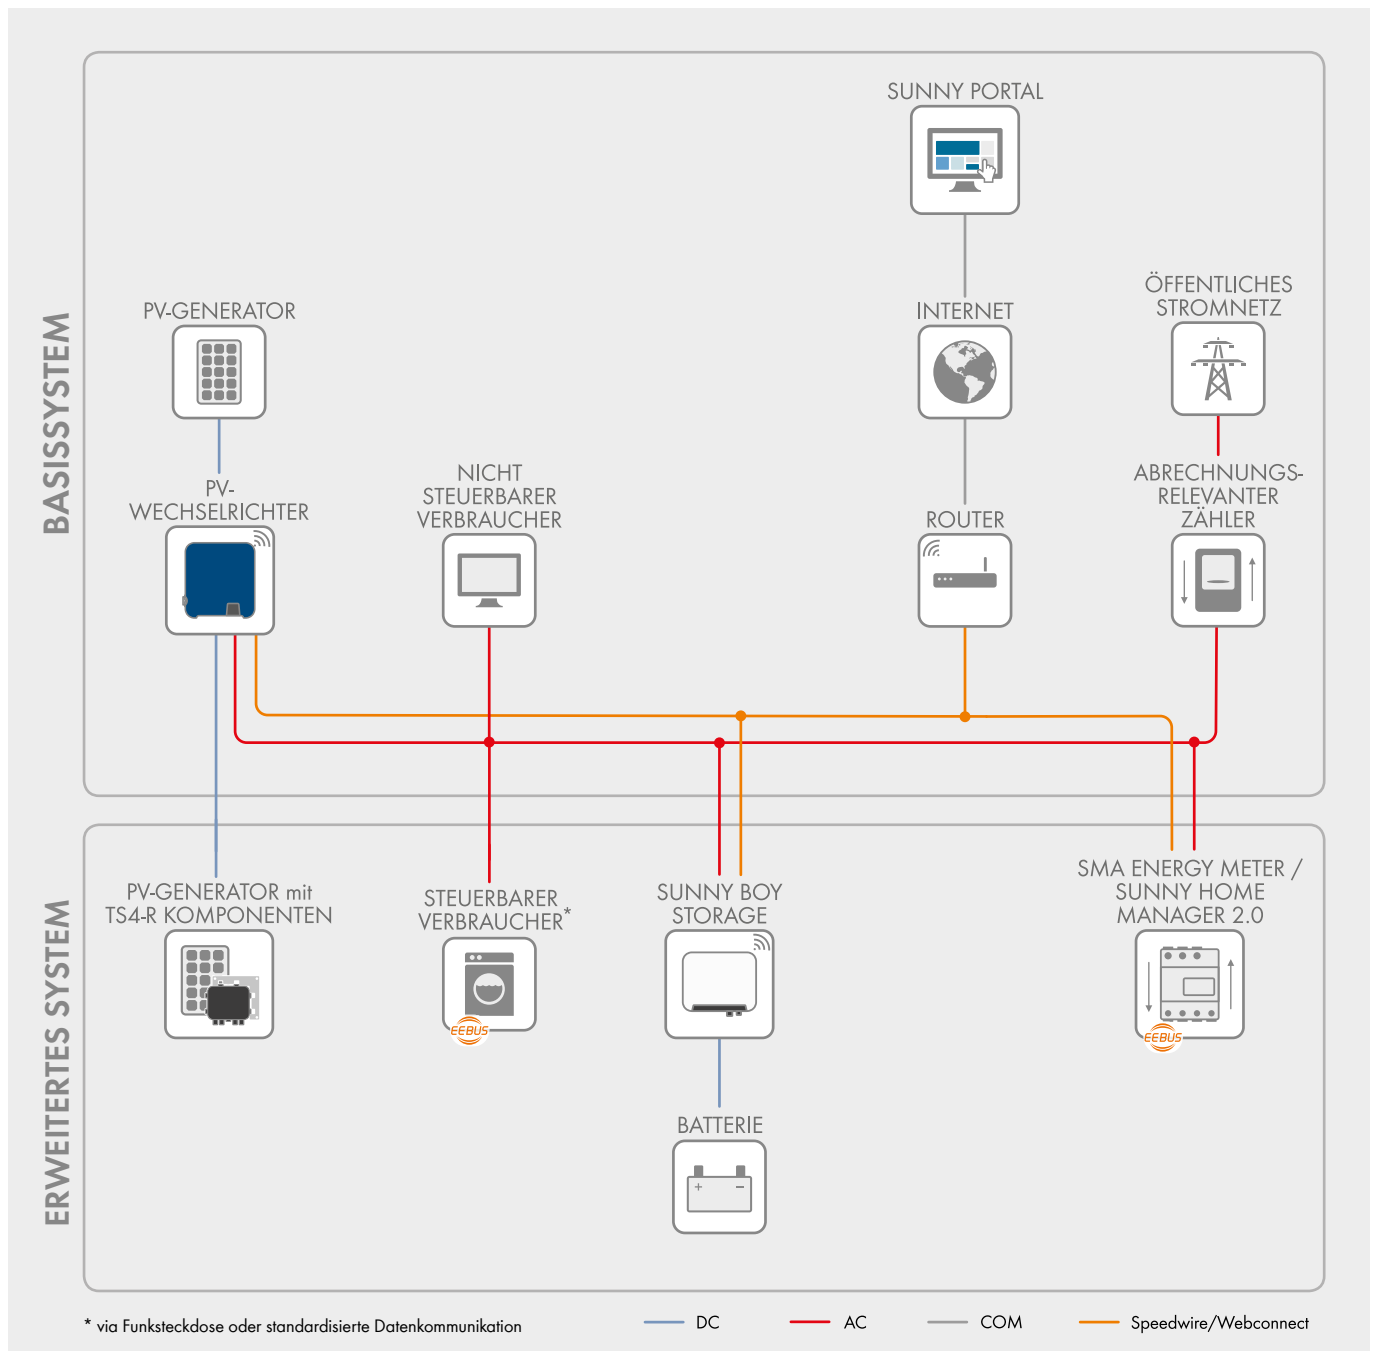 BASISSYSTEM
SUNNY PORTAL
PV-GENERATOR
INTERNET
ÖFFENTLICHES
STROMNETZ
PV-
WECHSELRICHTER
NICHT
STEUERBARER
VERBRAUCHER
ROUTER
ABRECHNUNGS-
RELEVANTER
ZÄHLER
ERWEITERTES SYSTEM
PV-GENERATOR mit
TS4-R KOMPONENTEN
STEUERBARER
VERBRAUCHER*
EEBUS
SUNNY BOY
STORAGE
SMA ENERGY METER /
SUNNY HOME
MANAGER 2.0
EEBUS
BATTERIE
+ −
* via Funksteckdose oder standardisierte Datenkommunikation
DC
AC
COM
Speedwire/Webconnect